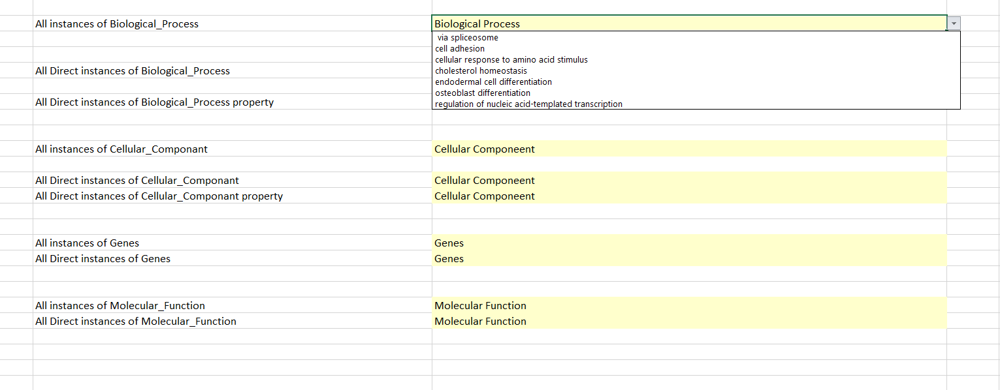 All instances of Biological_Process
Biological Process
via spliceosome
cell adhesion
cellular response to amino acid stimulus
All Direct instances of Biological_Process
cholesterol homeostasis
endodermal cell differentiation
osteoblast differentiation
All Direct instances of Biological_Process property
regulation of nucleic acid-templated transcription
All instances of Cellular_Componant
Cellular Componeent
All Direct instances of Cellular_Componant
Cellular Componeent
All Direct instances of Cellular_Componant property
Cellular Componeent
All instances of Genes
Genes
All Direct instances of Genes
Genes
All instances of Molecular_Function
Molecular Function
All Direct instances of Molecular_Function
Molecular Function